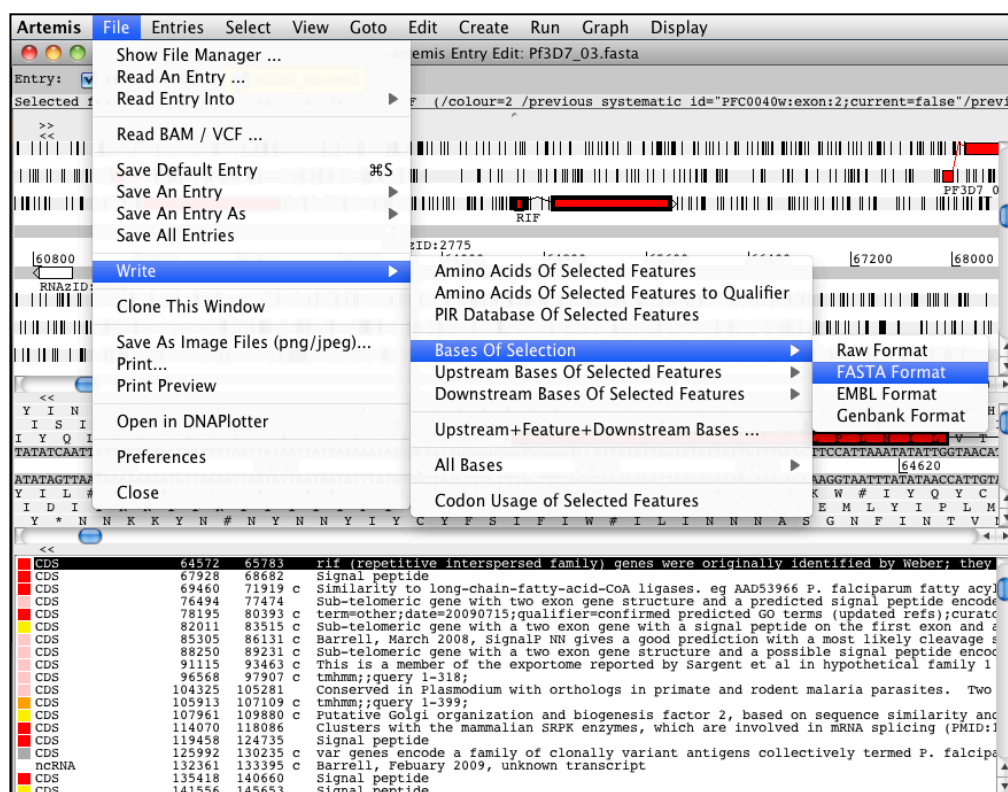 Artemis File Entries Select View Goto Edit Create Run Graph Display
Artemis Entry Edit: Pf3D7_03.fasta
Entry:
Selected f F (/colour=2 /previous systematic id="PFC0040w:exon:2;current=false"/previ
Show File Manager ...
Read An Entry ...
Read Entry Into
Read BAM / VCF ...
Save Default Entry ⌘S
Save An Entry
Save An Entry As
Save All Entries
Write
Clone This Window
Save As Image Files (png/jpeg)...
Print...
Print Preview
Open in DNAPlotter
Preferences
Close
Amino Acids Of Selected Features
Amino Acids Of Selected Features to Qualifier
PIR Database Of Selected Features
Bases Of Selection
Upstream Bases Of Selected Features
Downstream Bases Of Selected Features
Upstream+Feature+Downstream Bases ...
All Bases
Codon Usage of Selected Features
Raw Format
FASTA Format
EMBL Format
Genbank Format
>>
<<
PF3D7_0
RIF
ID:2775
60800 67200 68000
RNAzID:
<<
Y I N
I S I
I Y Q I V T
TATATCAATT TTCCATTAAATATATTGGTAACA
64620
ATATAGTTAA AAGGTAATTTATATAACCATTGT
Y I L # K W # I Y Q Y C
I D I E M L Y I P L M
Y * N N K K Y N # N Y N N Y I Y C Y F S I F I W # I L I N N N A S G N F I N T V
<<
CDS 64572 65783 rif (repetitive interspersed family) genes were originally identified by Weber; they
CDS 67928 68682 Signal peptide
CDS 69460 71919 c Similarity to long-chain-fatty-acid-CoA ligases. eg AAD53966 P. falciparum fatty acyl
CDS 76494 77474 Sub-telomeric gene with two exon gene structure and a predicted signal peptide encode
CDS 78195 80393 c term=other;date=20090715;qualifier=confirmed predicted GO terms (updated refs);curato
CDS 82011 83515 c Sub-telomeric gene with a two exon gene with a signal peptide on the first exon and
CDS 85305 86131 c Barrell, March 2008, SignalP NN gives a good prediction with a most likely cleavage s
CDS 88250 89231 c Sub-telomeric gene with a two exon gene structure and a possible signal peptide encod
CDS 91115 93463 c This is a member of the exportome reported by Sargent et al in hypothetical family 1
CDS 96568 97907 c tmhmm;;query 1-318;
CDS 104325 105281 Conserved in Plasmodium with orthologs in primate and rodent malaria parasites. Two
CDS 105913 107109 c tmhmm;;query 1-399;
CDS 107961 109880 c Putative Golgi organization and biogenesis factor 2, based on sequence similarity and
CDS 114070 118086 Clusters with the mammalian SRPK enzymes, which are involved in mRNA splicing (PMID:1
CDS 119458 124735 Signal peptide
CDS 125992 130235 c var genes encode a family of clonally variant antigens collectively termed P. falcipa
ncRNA 132361 133395 c Barrell, Febuary 2009, unknown transcript
CDS 135418 140660 Signal peptide
CDS 141556 145653 Signal peptide